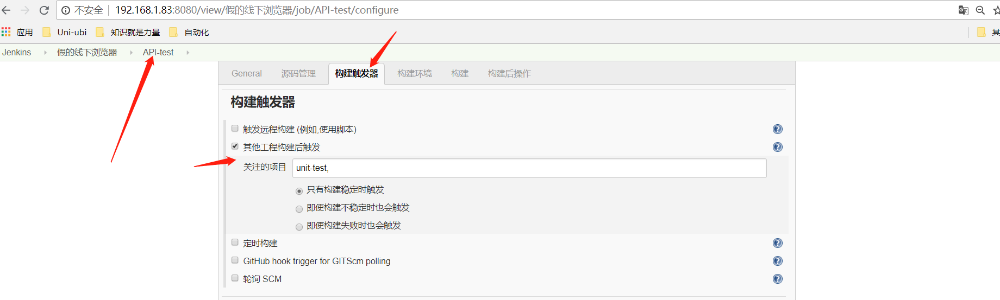 不安全 192.168.1.83:8080/view/假的线下浏览器/job/API-test/configure
应用 Uni-ubi 知识就是力量 自动化 其
Jenkins 假的线下浏览器 API-test
General 源码管理 构建触发器 构建环境 构建 构建后操作
构建触发器
触发远程构建 (例如,使用脚本)
其他工程构建后触发
关注的项目 unit-test,
只有构建稳定时触发
即使构建不稳定时也会触发
即使构建失败时也会触发
定时构建
GitHub hook trigger for GITScm polling
轮询 SCM